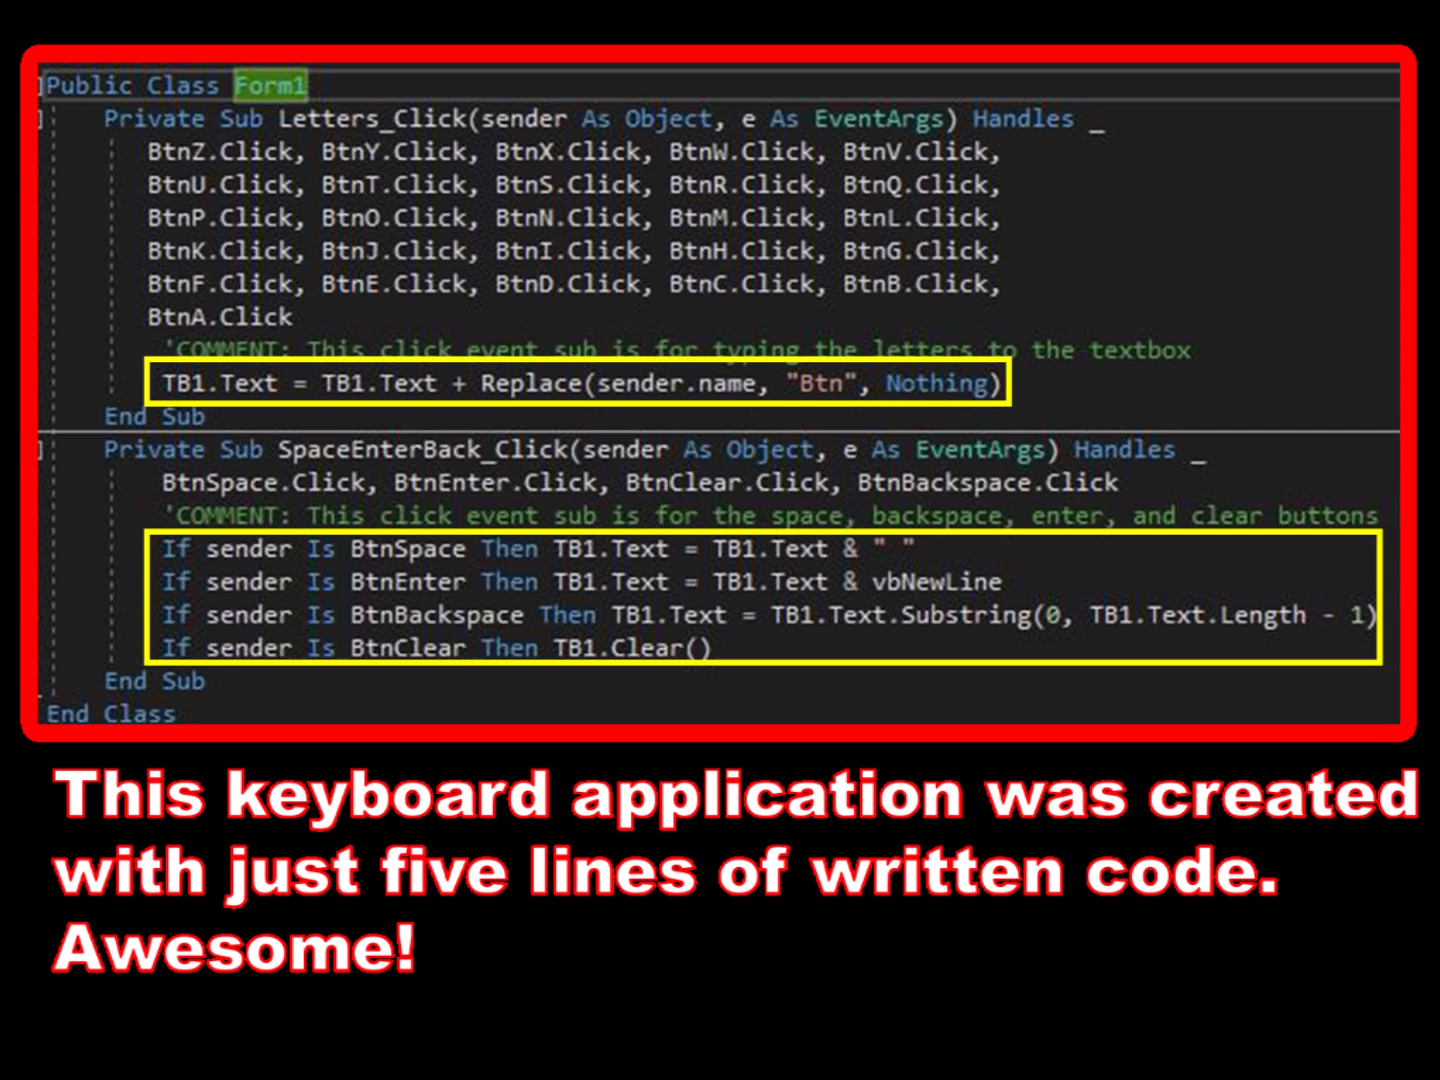 Public Class Form1
Private Sub Letters_Click(sender As Object, e As EventArgs) Handles _
BtnZ.Click, BtnY.Click, BtnX.Click, BtnW.Click, BtnV.Click,
BtnU.Click, BtnT.Click, BtnS.Click, BtnR.Click, BtnQ.Click,
BtnP.Click, BtnO.Click, BtnN.Click, BtnM.Click, BtnL.Click,
BtnK.Click, BtnJ.Click, BtnI.Click, BtnH.Click, BtnG.Click,
BtnF.Click, BtnE.Click, BtnD.Click, BtnC.Click, BtnB.Click,
BtnA.Click
'COMMENT: This click event sub is for typing the letters to the textbox
TB1.Text = TB1.Text + Replace(sender.name, "Btn", Nothing)
End Sub
Private Sub SpaceEnterBack_Click(sender As Object, e As EventArgs) Handles _
BtnSpace.Click, BtnEnter.Click, BtnClear.Click, BtnBackspace.Click
'COMMENT: This click event sub is for the space, backspace, enter, and clear buttons
If sender Is BtnSpace Then TB1.Text = TB1.Text & " "
If sender Is BtnEnter Then TB1.Text = TB1.Text & vbNewLine
If sender Is BtnBackspace Then TB1.Text = TB1.Text.Substring(0, TB1.Text.Length - 1)
If sender Is BtnClear Then TB1.Clear()
End Sub
End Class
This keyboard application was created
with just five lines of written code.
Awesome!